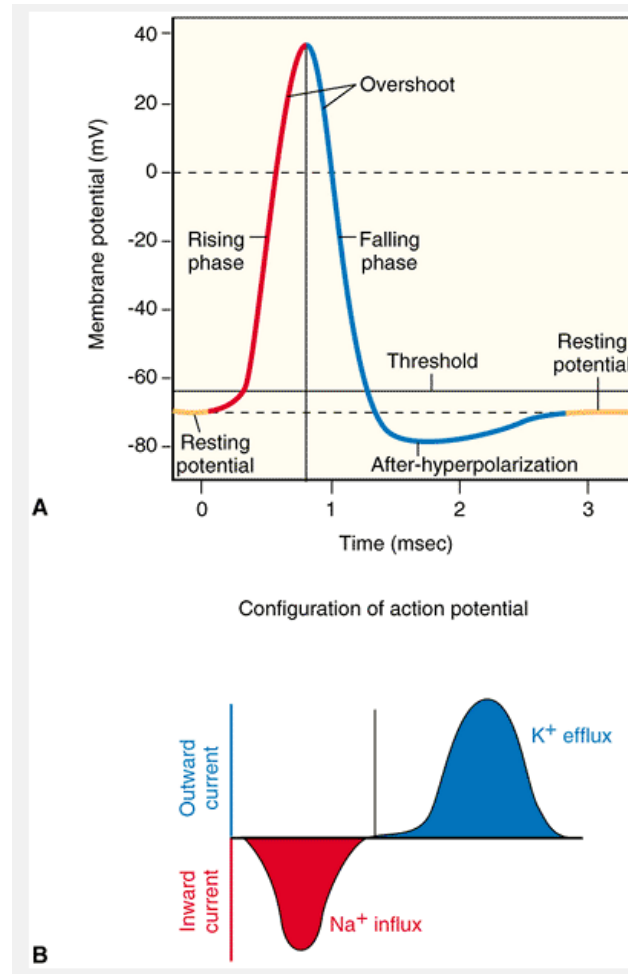 40
20
0
-20
-40
-60
-80
Membrane potential (mV)
Overshoot
Rising
phase
Falling
phase
Threshold
Resting
potential
Resting
potential
After-hyperpolarization
0
1
2
3
Time (msec)
A
Configuration of action potential
Outward
current
K+ efflux
Inward
current
Na+ influx
B